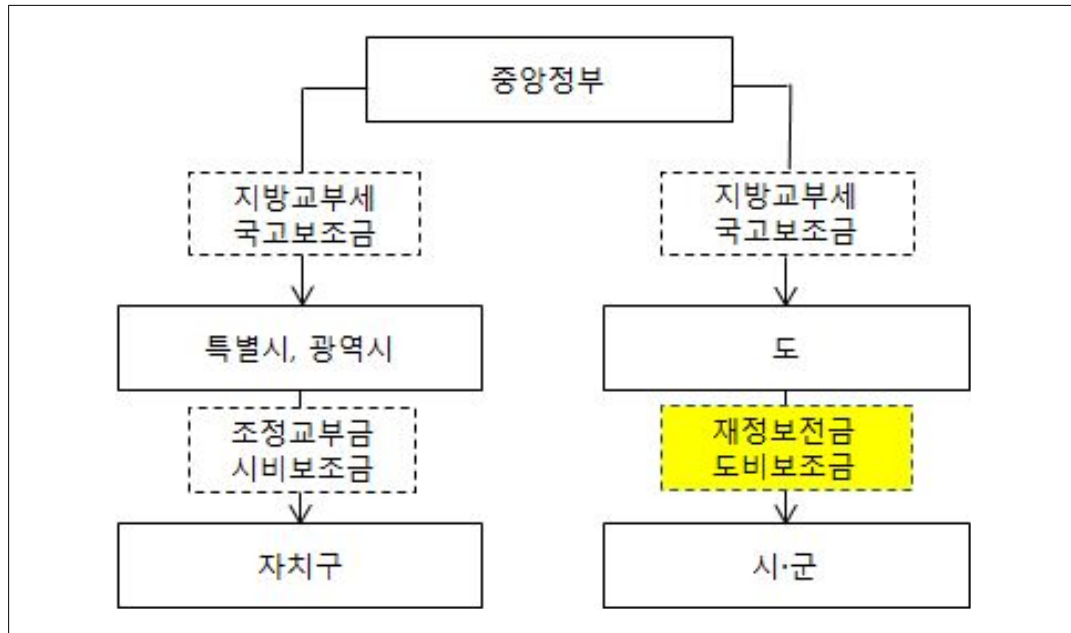 중앙정부
지방교부세
국고보조금
지방교부세
국고보조금
특별시, 광역시
도
조정교부금
시비보조금
재정보전금
도비보조금
자치구
시·군